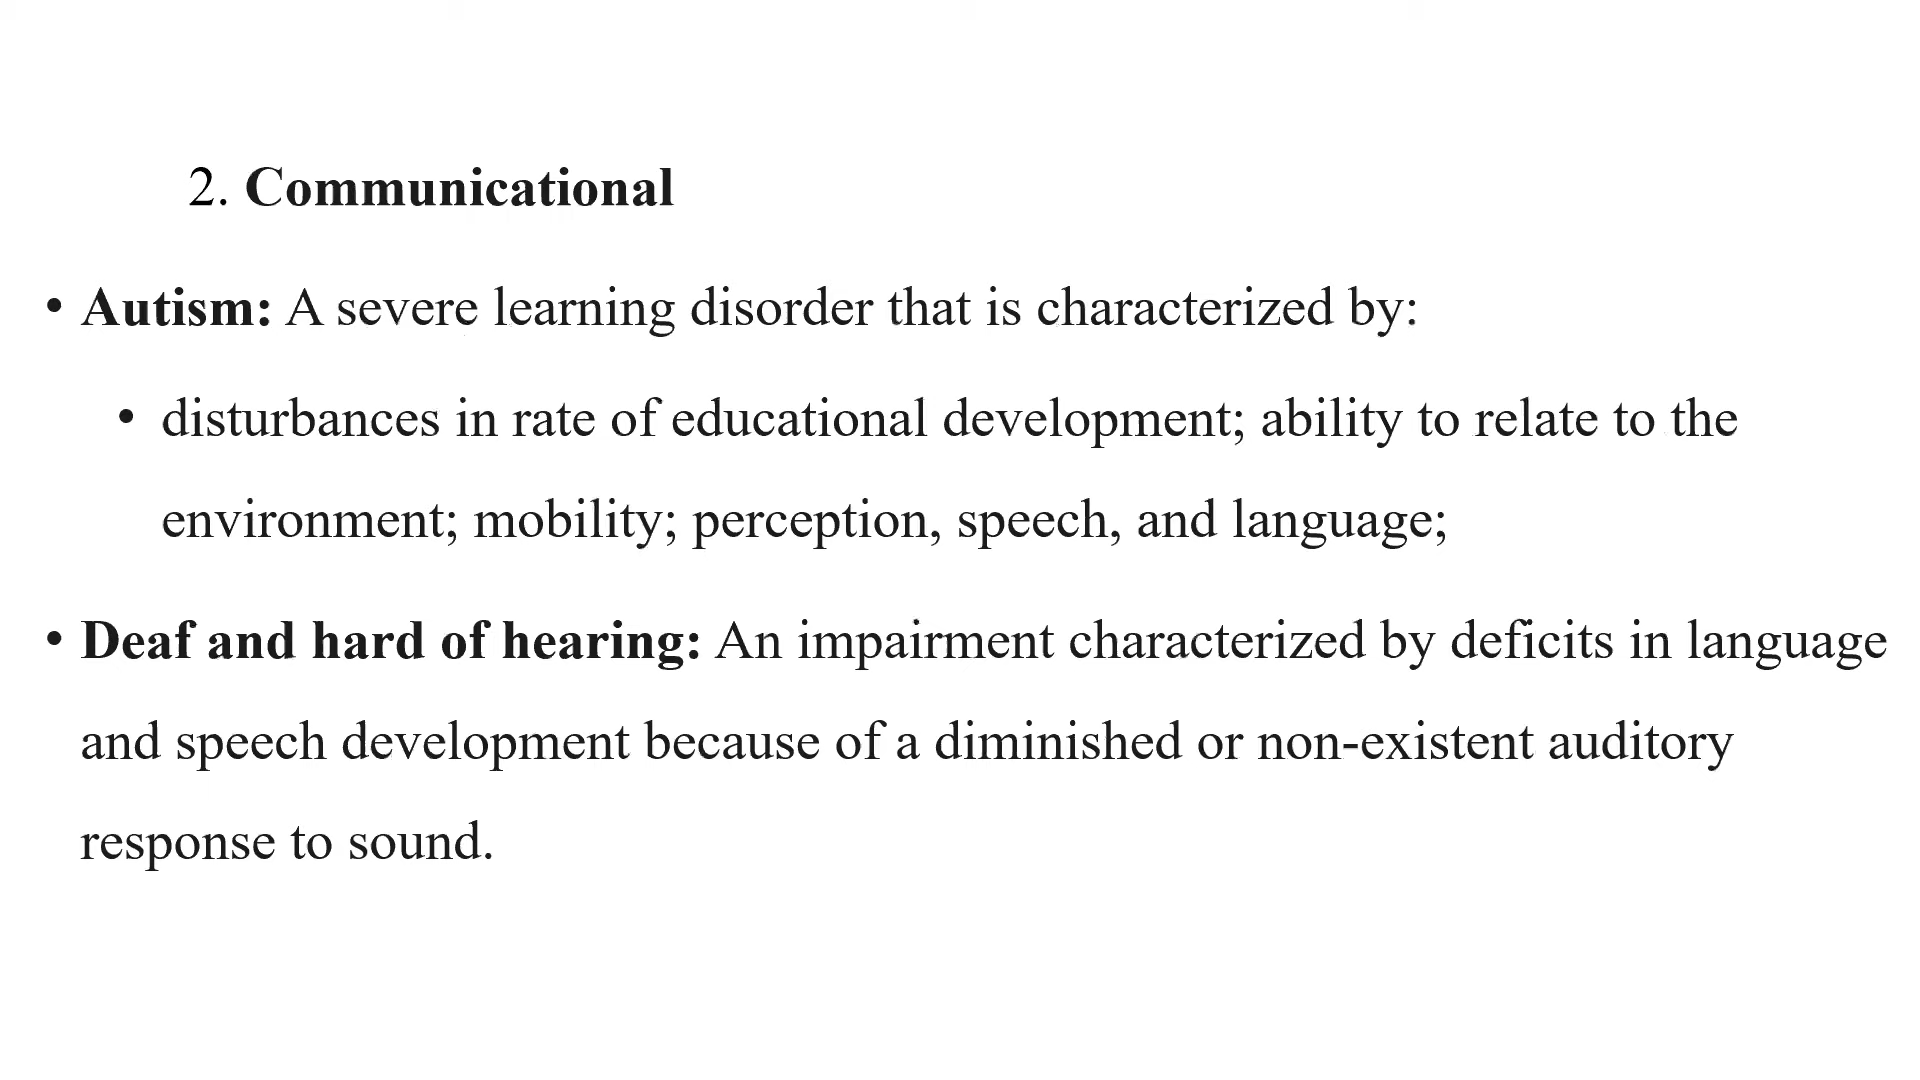 2. Communicational
• Autism: A severe learning disorder that is characterized by:
• disturbances in rate of educational development; ability to relate to the
environment; mobility; perception, speech, and language;
• Deaf and hard of hearing: An impairment characterized by deficits in language
and speech development because of a diminished or non-existent auditory
response to sound.